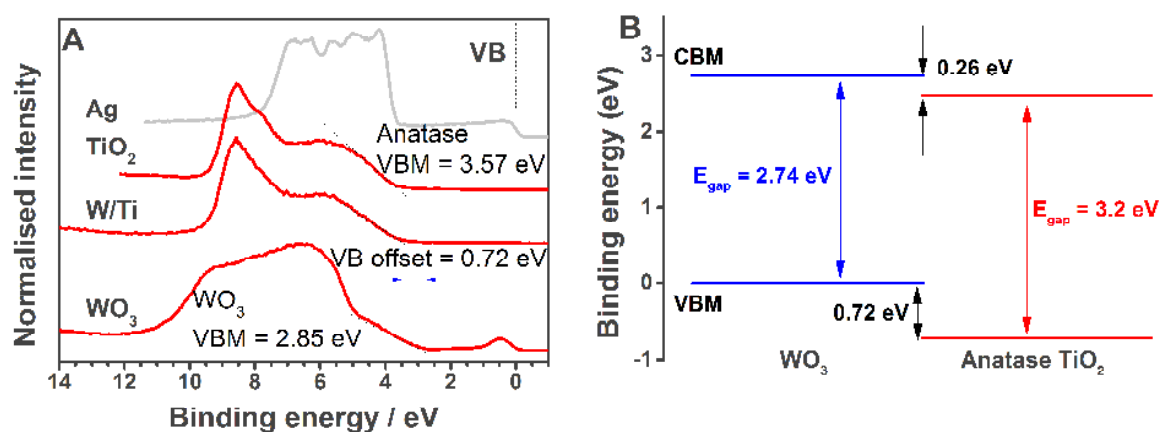 A
VB
Ag
TiO₂
Anatase
VBM = 3.57 eV
W/Ti
VB offset = 0.72 eV
WO₃
WO₃
VBM = 2.85 eV
14 12 10 8 6 4 2 0
Binding energy / eV
Normalised intensity
B
CBM
0.26 eV
E_gap = 2.74 eV
E_gap = 3.2 eV
VBM
0.72 eV
3
2
1
0
-1
Binding energy (eV)
WO₃
Anatase TiO₂